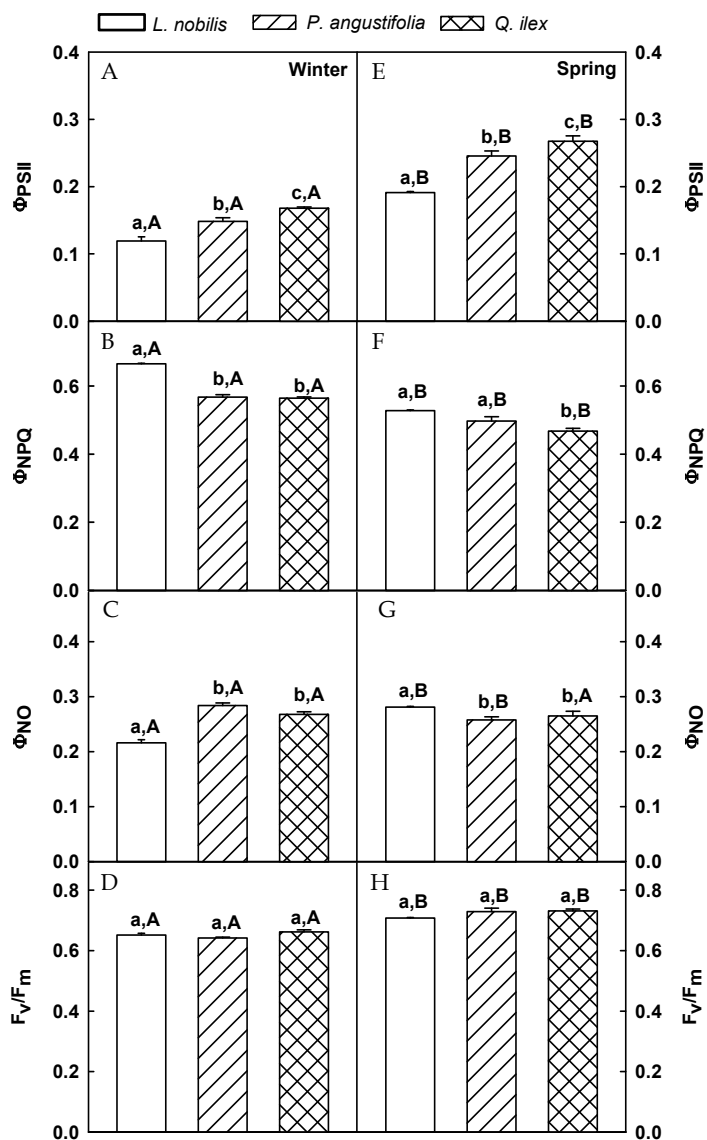 L. nobilis P. angustifolia Q. ilex
A Winter E Spring
0.4 0.4
0.3 0.3
0.2 0.2
0.1 0.1
0.0 0.0
ΦPSII ΦPSII
a,A b,A c,A a,B b,B c,B
B F
0.6 0.6
0.4 0.4
0.2 0.2
0.0 0.0
ΦNPQ ΦNPQ
a,A b,A b,A a,B a,B b,B
C G
0.4 0.4
0.3 0.3
0.2 0.2
0.1 0.1
0.0 0.0
ΦNO ΦNO
a,A b,A b,A a,B b,B b,A
D H
0.8 0.8
0.6 0.6
0.4 0.4
0.2 0.2
0.0 0.0
Fv/Fm Fv/Fm
a,A a,A a,A a,B a,B a,B